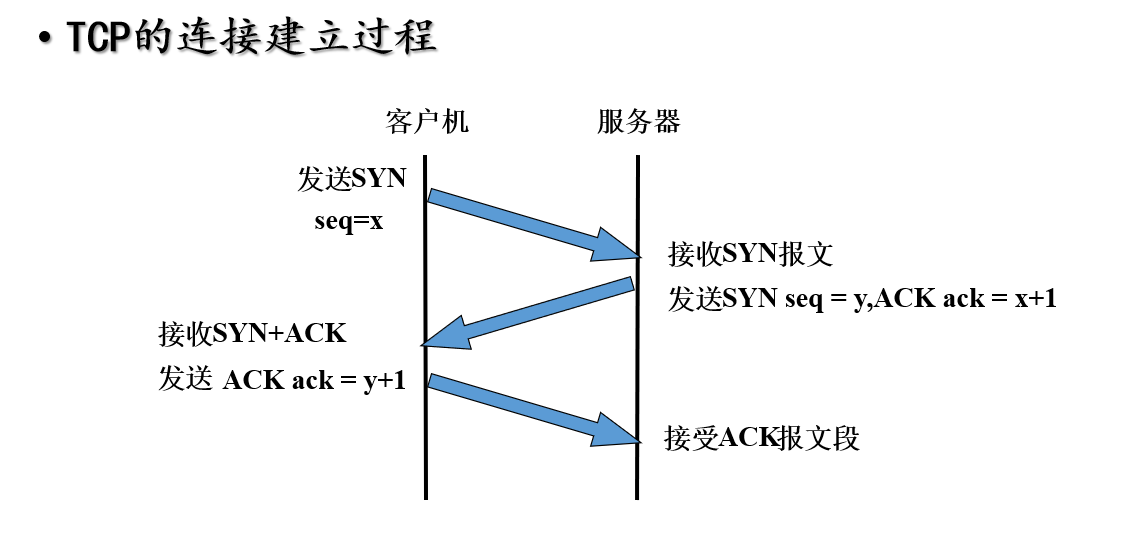 • TCP的连接建立过程
客户机
服务器
发送SYN
seq=x
接收SYN报文
发送SYN seq = y,ACK ack = x+1
接收SYN+ACK
发送 ACK ack = y+1
接受ACK报文段